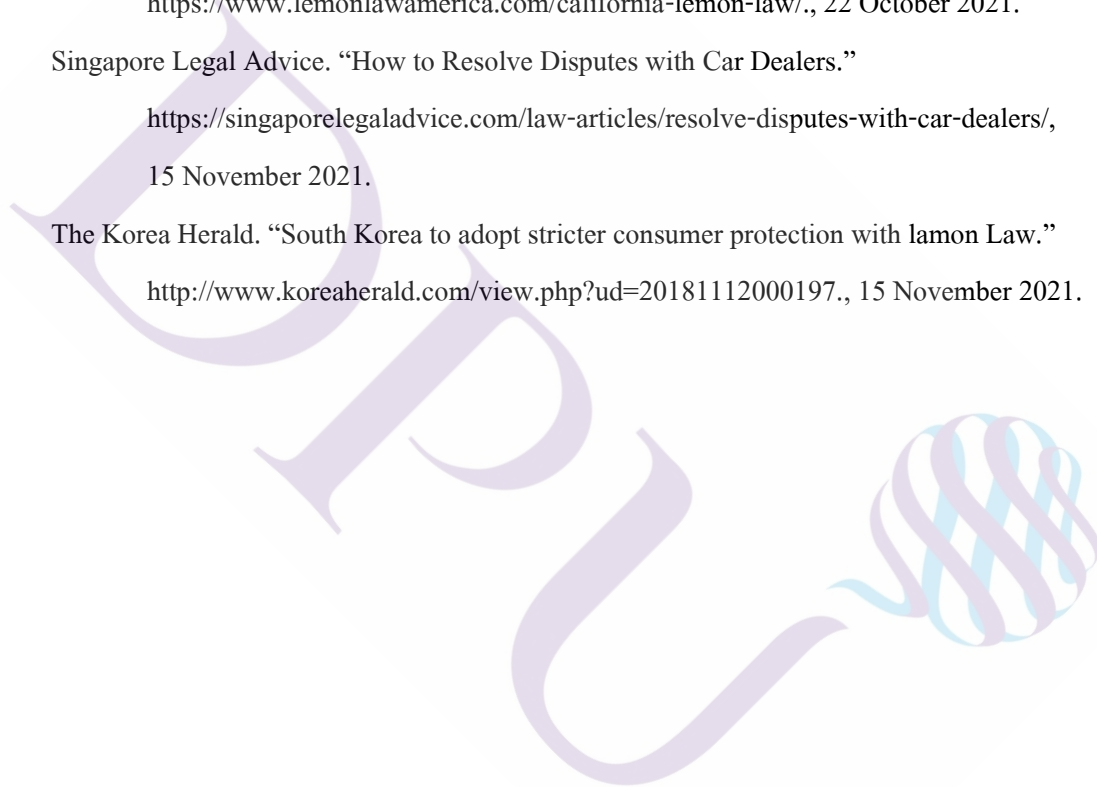 https://www.lemonlawamerica.com/california-lemon-law/., 22 October 2021.
Singapore Legal Advice. “How to Resolve Disputes with Car Dealers.”
https://singaporelegaladvice.com/law-articles/resolve-disputes-with-car-dealers/,
15 November 2021.
The Korea Herald. “South Korea to adopt stricter consumer protection with lamon Law.”
http://www.koreaherald.com/view.php?ud=20181112000197., 15 November 2021.
DPU